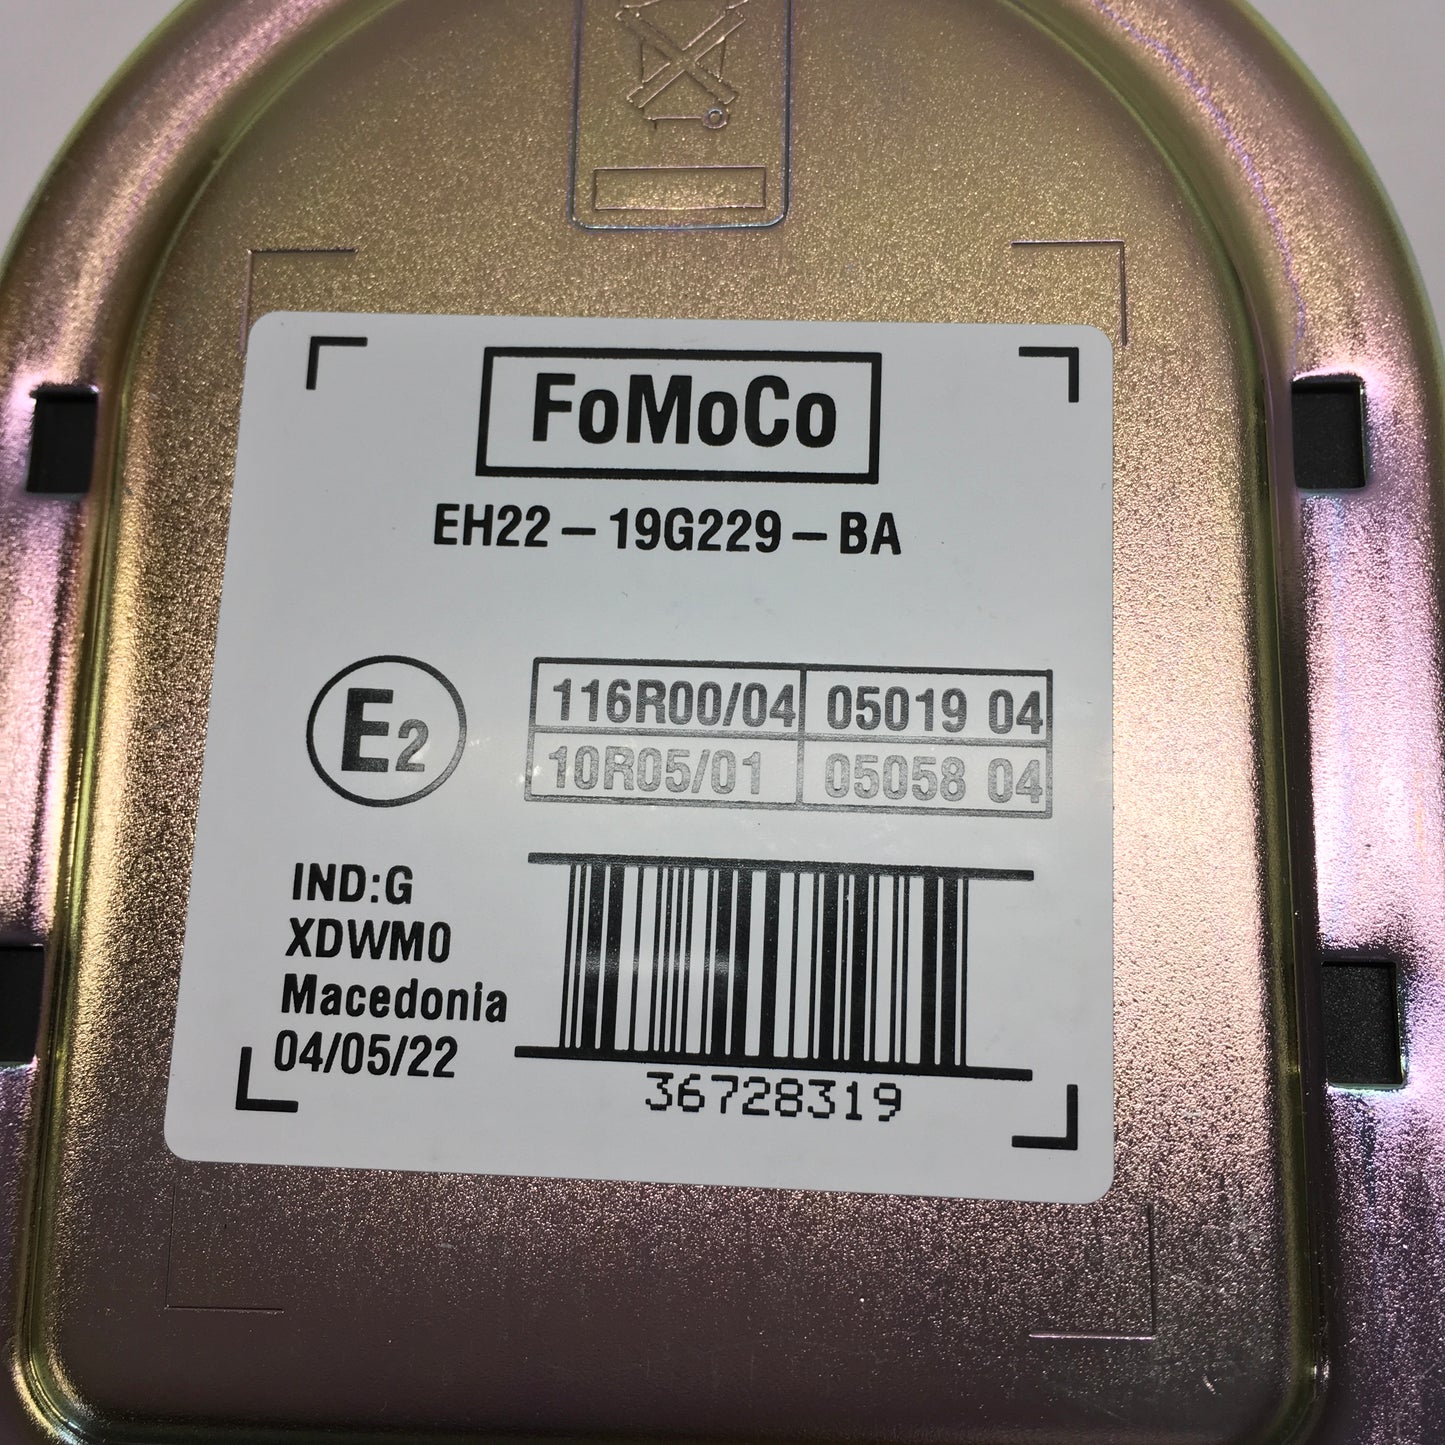 FoMoCo
EH22-19G229-BA
E2
116R00/04 05019 04
10R05/01 05058 04
IND:G
XDWM0
Macedonia
04/05/22
36728319